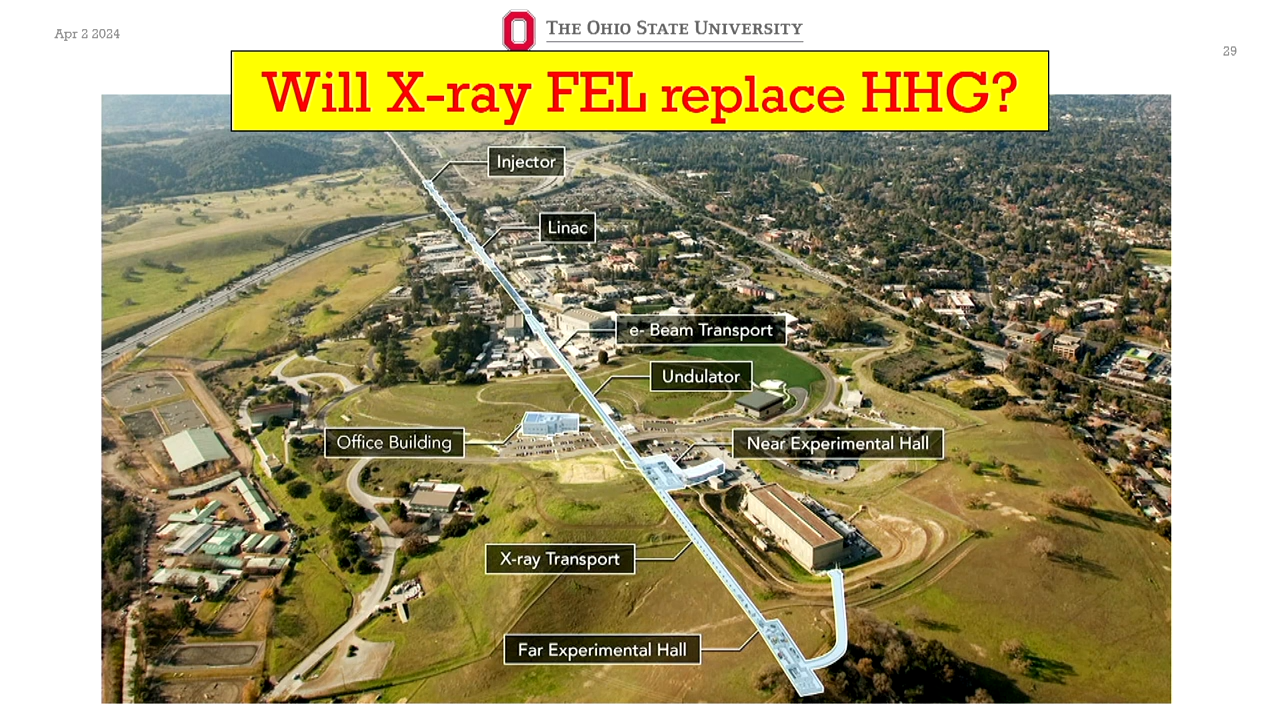 Apr 2 2024
THE OHIO STATE UNIVERSITY
29
Will X-ray FEL replace HHG?
Injector
Linac
e- Beam Transport
Undulator
Office Building
Near Experimental Hall
X-ray Transport
Far Experimental Hall